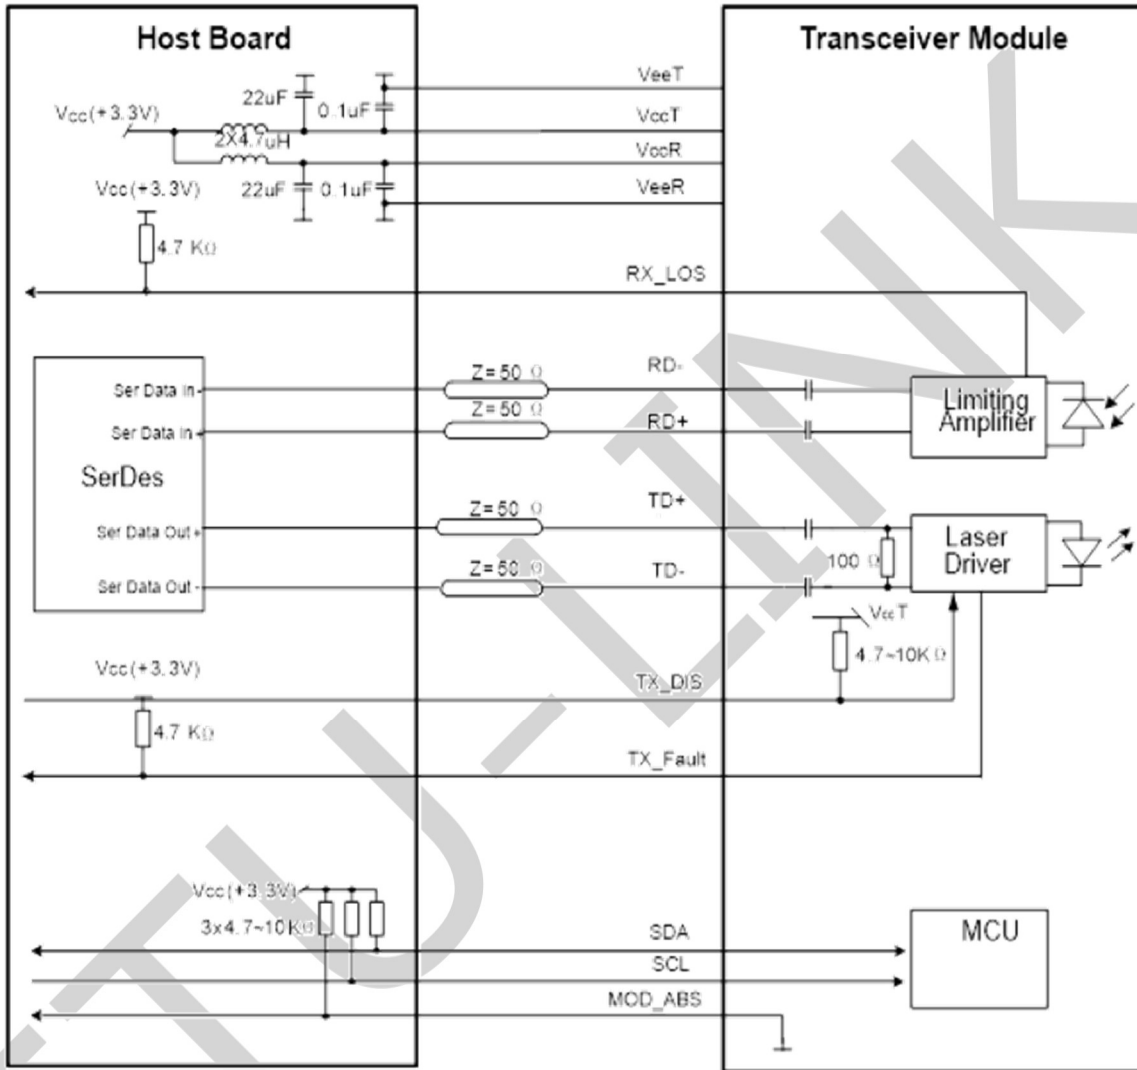 Host Board
Transceiver Module
VeeT
22uF
0.1uF
Vcc(+3.3V)
VccT
2X4.7uH
VccR
Vcc(+3.3V)
22uF
0.1uF
VeeR
4.7 KΩ
RX_LOS
Z=50 Ω
RD-
Ser Data In -
Limiting
Amplifier
Z=50 Ω
RD+
Ser Data In +
SerDes
Z=50 Ω
TD+
Ser Data Out +
Laser
Driver
Z=50 Ω
TD-
100 Ω
Ser Data Out -
VccT
4.7~10KΩ
Vcc(+3.3V)
TX_DIS
4.7 KΩ
TX_Fault
Vcc(+3.3V)
3x4.7~10KΩ
SDA
MCU
SCL
MOD_ABS
TU-LINK